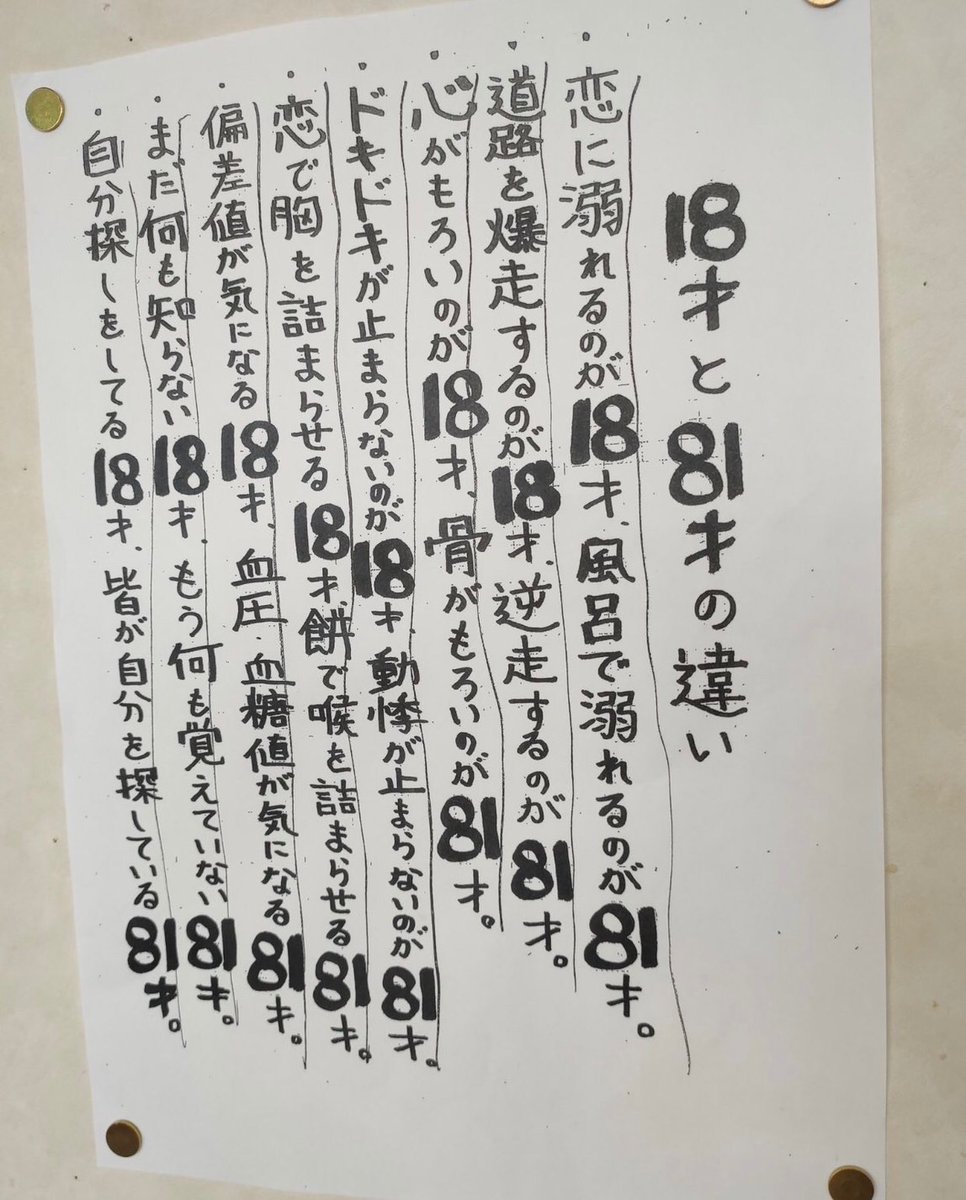 18才と81才の違い
・恋に溺れるのが18才、風呂で溺れるのが81才。
・道路を爆走するのが18才、逆走するのが81才。
・心がもろいのが18才、骨がもろいのが81才。
・ドキドキが止まらないのが18才、動悸が止まらないのが81才。
・恋で胸を詰まらせる18才、餅で喉を詰まらせる81才。
・偏差値が気になる18才、血圧・血糖値が気になる81才。
・まだ何も知らない18才、もう何も覚えていない81才。
・自分探しをしてる18才、皆が自分を探している81才。